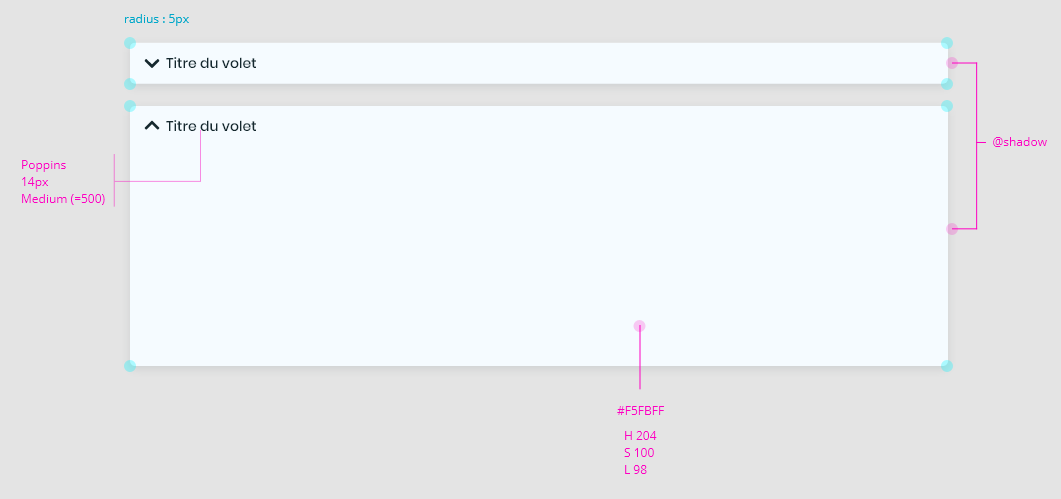 radius : 5px
Titre du volet
Titre du volet
@shadow
Poppins
14px
Medium (=500)
#F5FBFF
H 204
S 100
L 98